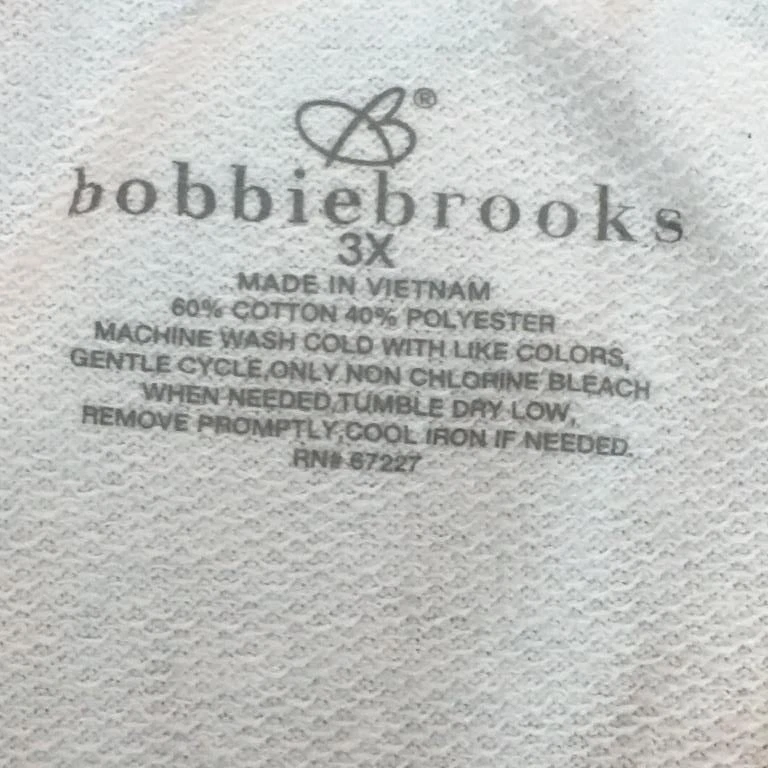 ®
bobbiebrooks
3X
MADE IN VIETNAM
60% COTTON 40% POLYESTER
MACHINE WASH COLD WITH LIKE COLORS,
GENTLE CYCLE,ONLY NON CHLORINE BLEACH
WHEN NEEDED,TUMBLE DRY LOW,
REMOVE PROMPTLY,COOL IRON IF NEEDED.
RN# 67227